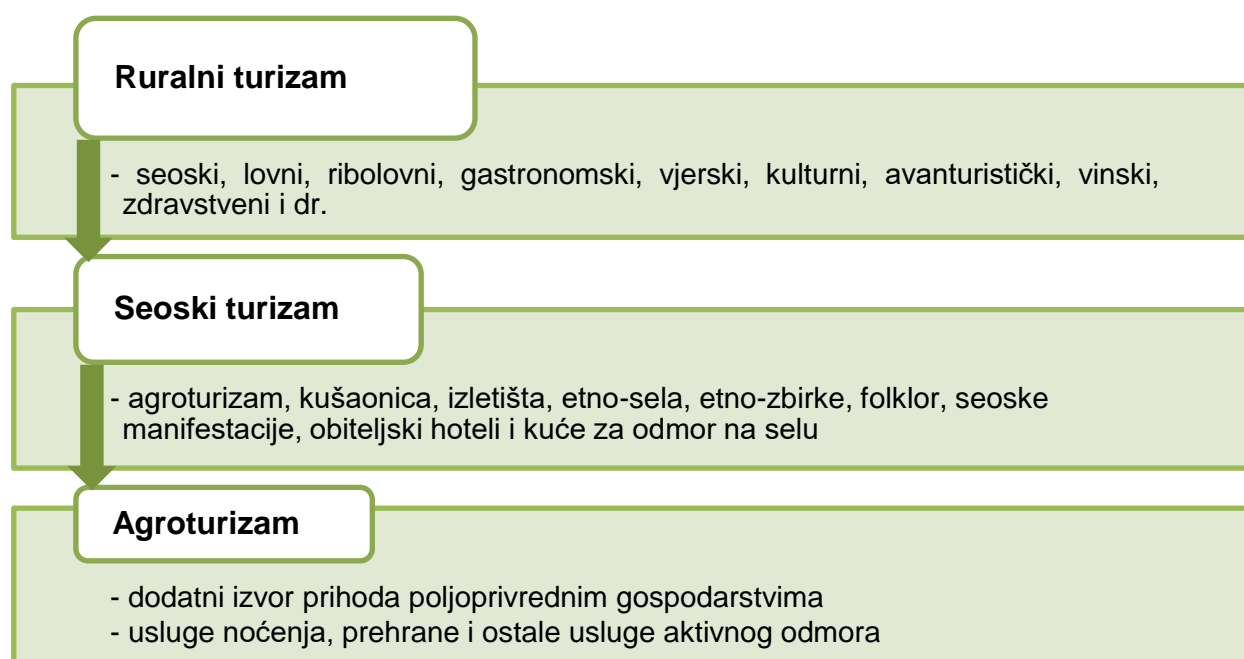 Ruralni turizam
- seoski, lovni, ribolovni, gastronomski, vjerski, kulturni, avanturistički, vinski,
zdravstveni i dr.
Seoski turizam
- agroturizam, kušaonica, izletišta, etno-sela, etno-zbirke, folklor, seoske
manifestacije, obiteljski hoteli i kuće za odmor na selu
Agroturizam
- dodatni izvor prihoda poljoprivrednim gospodarstvima
- usluge noćenja, prehrane i ostale usluge aktivnog odmora